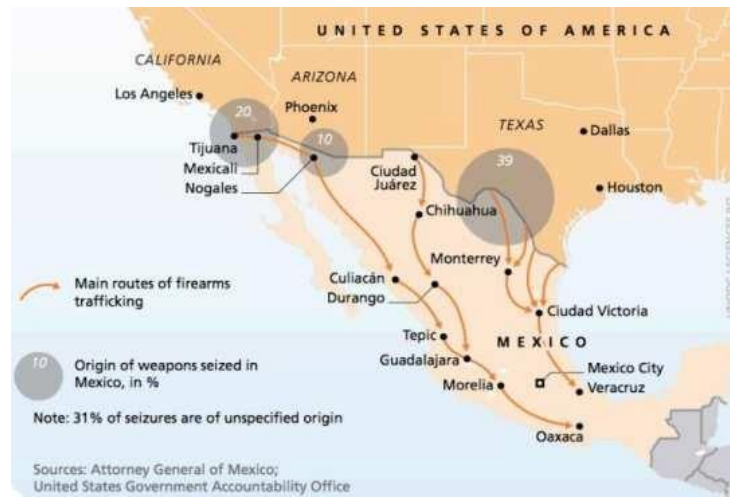 UNITED STATES OF AMERICA
CALIFORNIA
ARIZONA
Los Angeles
Phoenix
TEXAS
Dallas
20
10
39
Tijuana
Mexicali
Nogales
Ciudad
Juárez
Houston
Chihuahua
Monterrey
Culiacán
Durango
Ciudad Victoria
MEXICO
Tepic
Guadalajara
Mexico City
Morelia
Veracruz
Oaxaca
Main routes of firearms
trafficking
10
Origin of weapons seized in
Mexico, in %
Note: 31% of seizures are of unspecified origin
Sources: Attorney General of Mexico;
United States Government Accountability Office